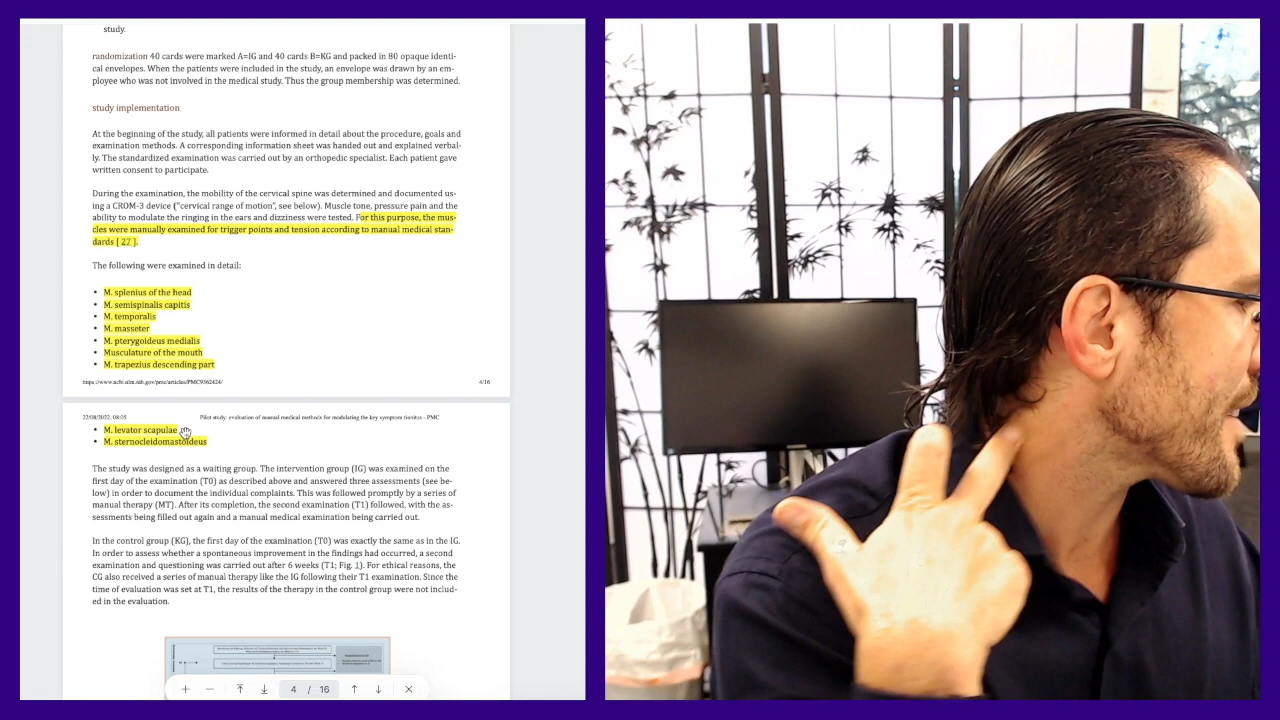 study.
randomization 40 cards were marked A=IG and 40 cards B=KG and packed in 80 opaque identi-
cal envelopes. When the patients were included in the study, an envelope was drawn by an em-
ployee who was not involved in the medical study. Thus the group membership was determined.
study implementation
At the beginning of the study, all patients were informed in detail about the procedure, goals and
examination methods. A corresponding information sheet was handed out and explained verbal-
ly. The standardized examination was carried out by an orthopedic specialist. Each patient gave
written consent to participate.
During the examination, the mobility of the cervical spine was determined and documented us-
ing a CROM-3 device ("cervical range of motion", see below). Muscle tone, pressure pain and the
ability to modulate the ringing in the ears and dizziness were tested. For this purpose, the mus-
cles were manually examined for trigger points and tension according to manual medical stan-
dards [ 27 ].
The following were examined in detail:
• M. splenius of the head
• M. semispinalis capitis
• M. temporalis
• M. masseter
• M. pterygoideus medialis
• Musculature of the mouth
• M. trapezius descending part
https://www.ncbi.nlm.nih.gov/pmc/articles/PMC9362424/ 4/16
22/08/2022, 08:05 Pilot study: evaluation of manual medical methods for modulating the key symptom tinnitus - PMC
• M. levator scapulae
• M. sternocleidomastoideus
The study was designed as a waiting group. The intervention group (IG) was examined on the
first day of the examination (T0) as described above and answered three assessments (see be-
low) in order to document the individual complaints. This was followed promptly by a series of
manual therapy (MT). After its completion, the second examination (T1) followed, with the as-
sessments being filled out again and a manual medical examination being carried out.
In the control group (KG), the first day of the examination (T0) was exactly the same as in the IG.
In order to assess whether a spontaneous improvement in the findings had occurred, a second
examination and questioning was carried out after 6 weeks (T1; Fig. 1). For ethical reasons, the
CG also received a series of manual therapy like the IG following their T1 examination. Since the
time of evaluation was set at T1, the results of the therapy in the control group were not includ-
ed in the evaluation.
4 / 16